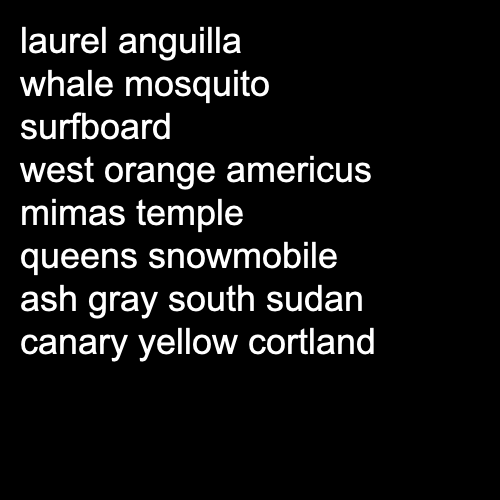 laurel anguilla
whale mosquito
surfboard
west orange americus
mimas temple
queens snowmobile
ash gray south sudan
canary yellow cortland